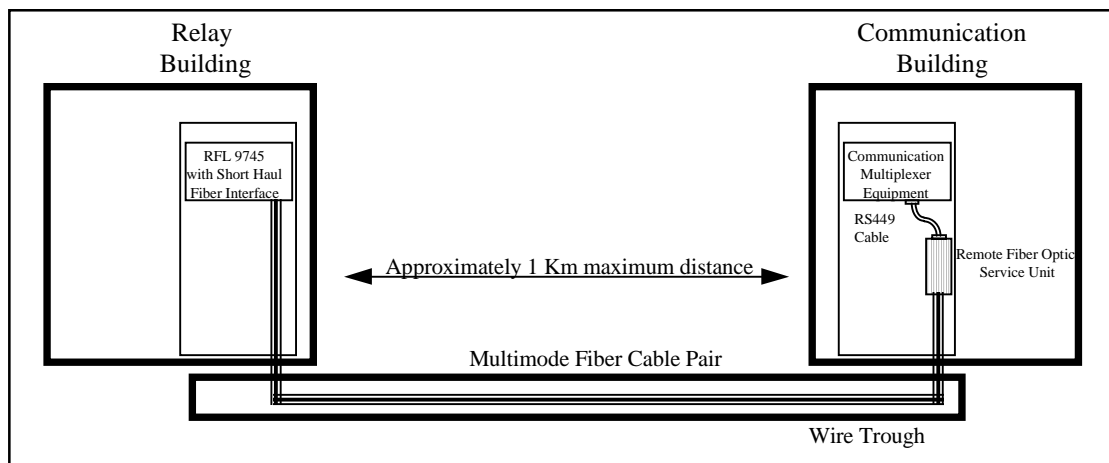 Relay
Building
Communication
Building
RFL 9745
with Short Haul
Fiber Interface
Communication
Multiplexer
Equipment
RS449
Cable
Remote Fiber Optic
Service Unit
Approximately 1 Km maximum distance
Multimode Fiber Cable Pair
Wire Trough